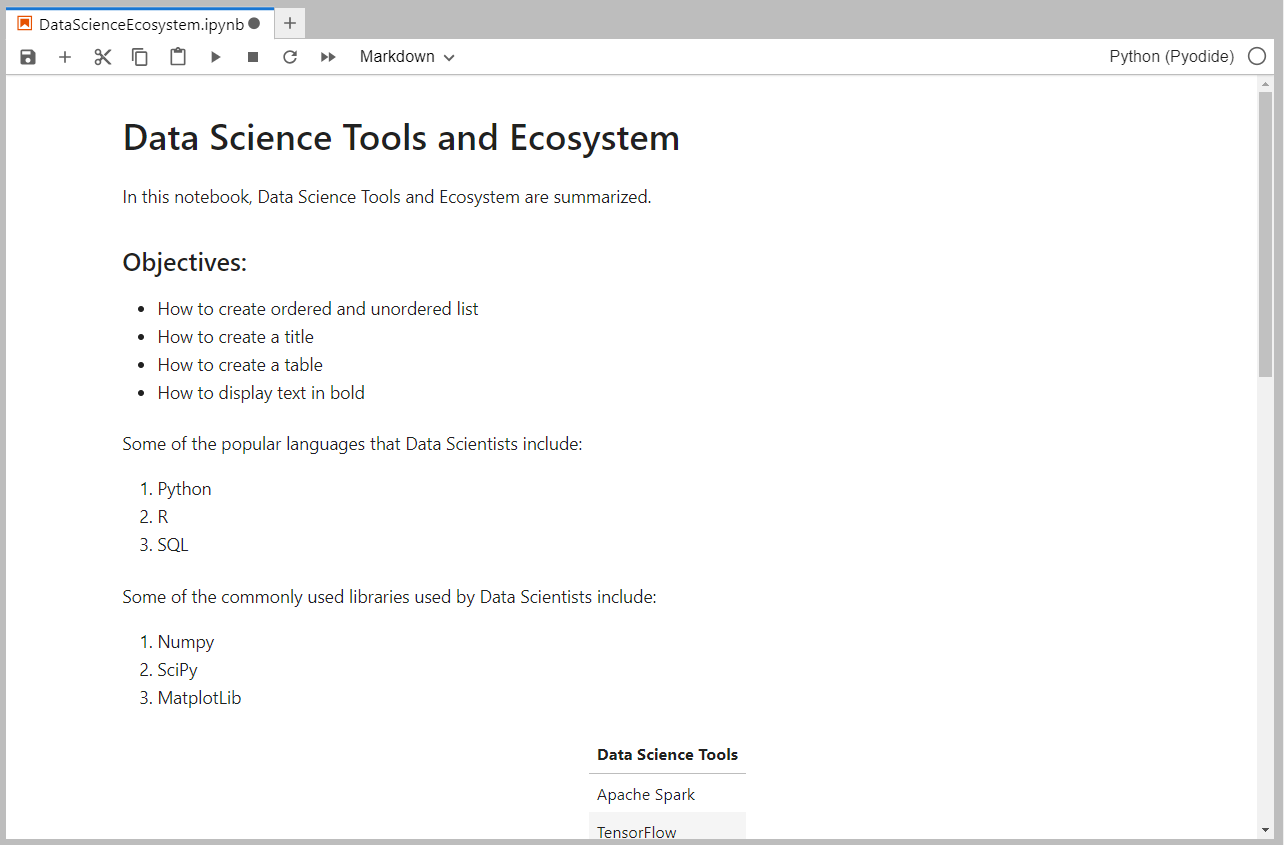 DataScienceEcosystem.ipynb
Markdown
Python (Pyodide)
Data Science Tools and Ecosystem
In this notebook, Data Science Tools and Ecosystem are summarized.
Objectives:
• How to create ordered and unordered list
• How to create a title
• How to create a table
• How to display text in bold
Some of the popular languages that Data Scientists include:
1. Python
2. R
3. SQL
Some of the commonly used libraries used by Data Scientists include:
1. Numpy
2. SciPy
3. MatplotLib
Data Science Tools
Apache Spark
TensorFlow